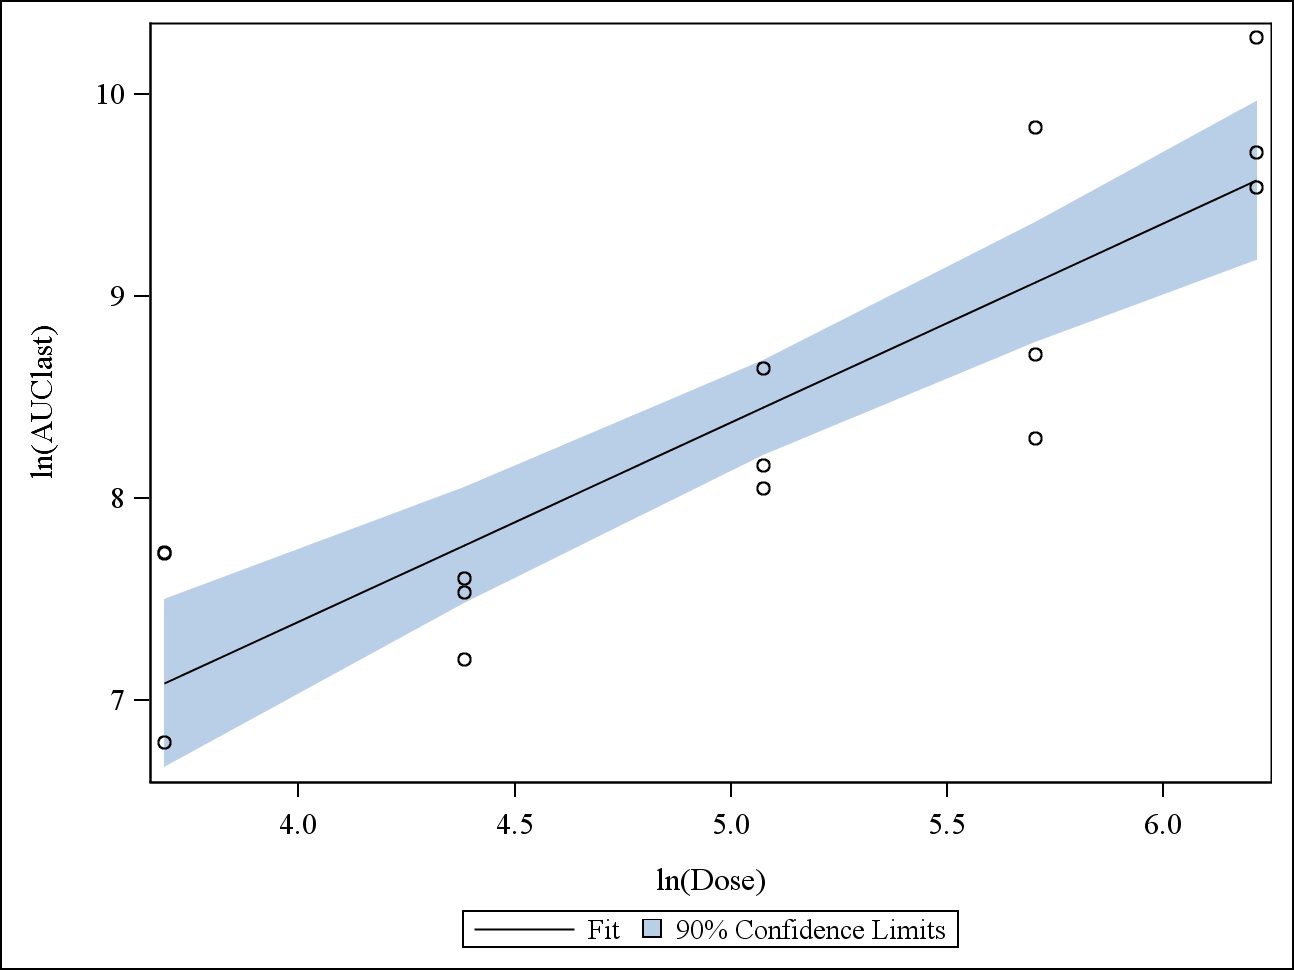 10
9
8
7
ln(AUClast)
4.0 4.5 5.0 5.5 6.0
ln(Dose)
Fit 90% Confidence Limits